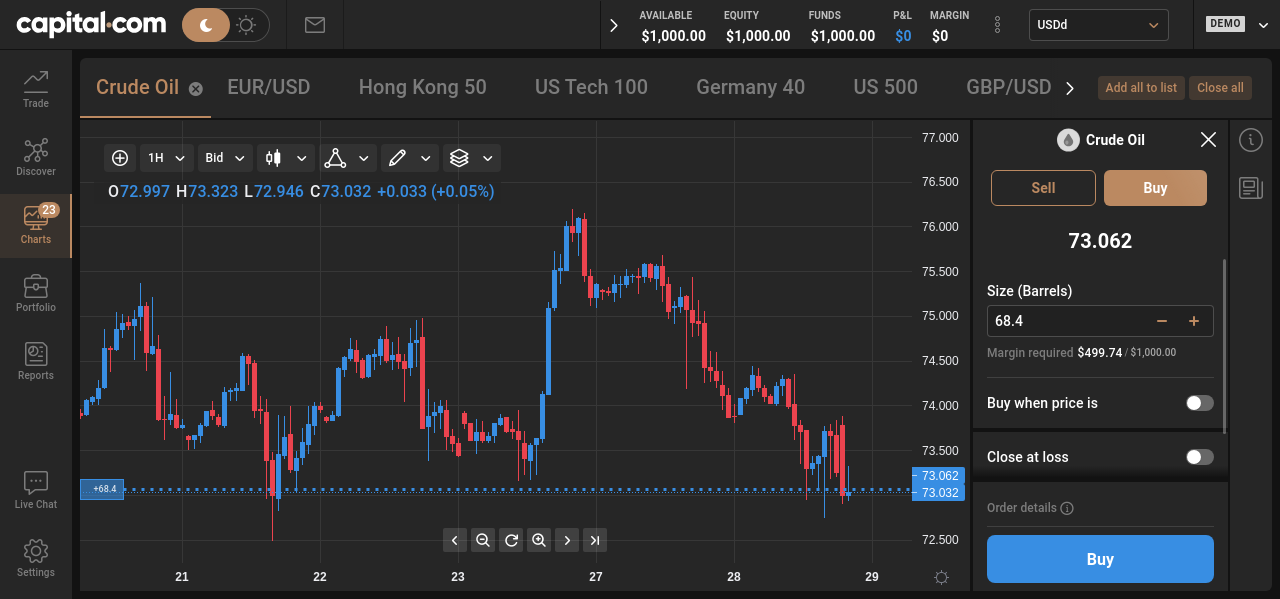 capital.com
AVAILABLE EQUITY FUNDS P&L MARGIN
$1,000.00 $1,000.00 $1,000.00 $0 $0
USDd
DEMO
Trade
Discover
23
Charts
Portfolio
Reports
Live Chat
Settings
Crude Oil EUR/USD Hong Kong 50 US Tech 100 Germany 40 US 500 GBP/USD
Add all to list Close all
1H Bid
O72.997 H73.323 L72.946 C73.032 +0.033 (+0.05%)
77.000
76.500
76.000
75.500
75.000
74.500
74.000
73.500
73.062
73.032
72.500
+68.4
21 22 23 27 28 29
Crude Oil
Sell Buy
73.062
Size (Barrels)
68.4
Margin required $499.74 / $1,000.00
Buy when price is
Close at loss
Order details
Buy